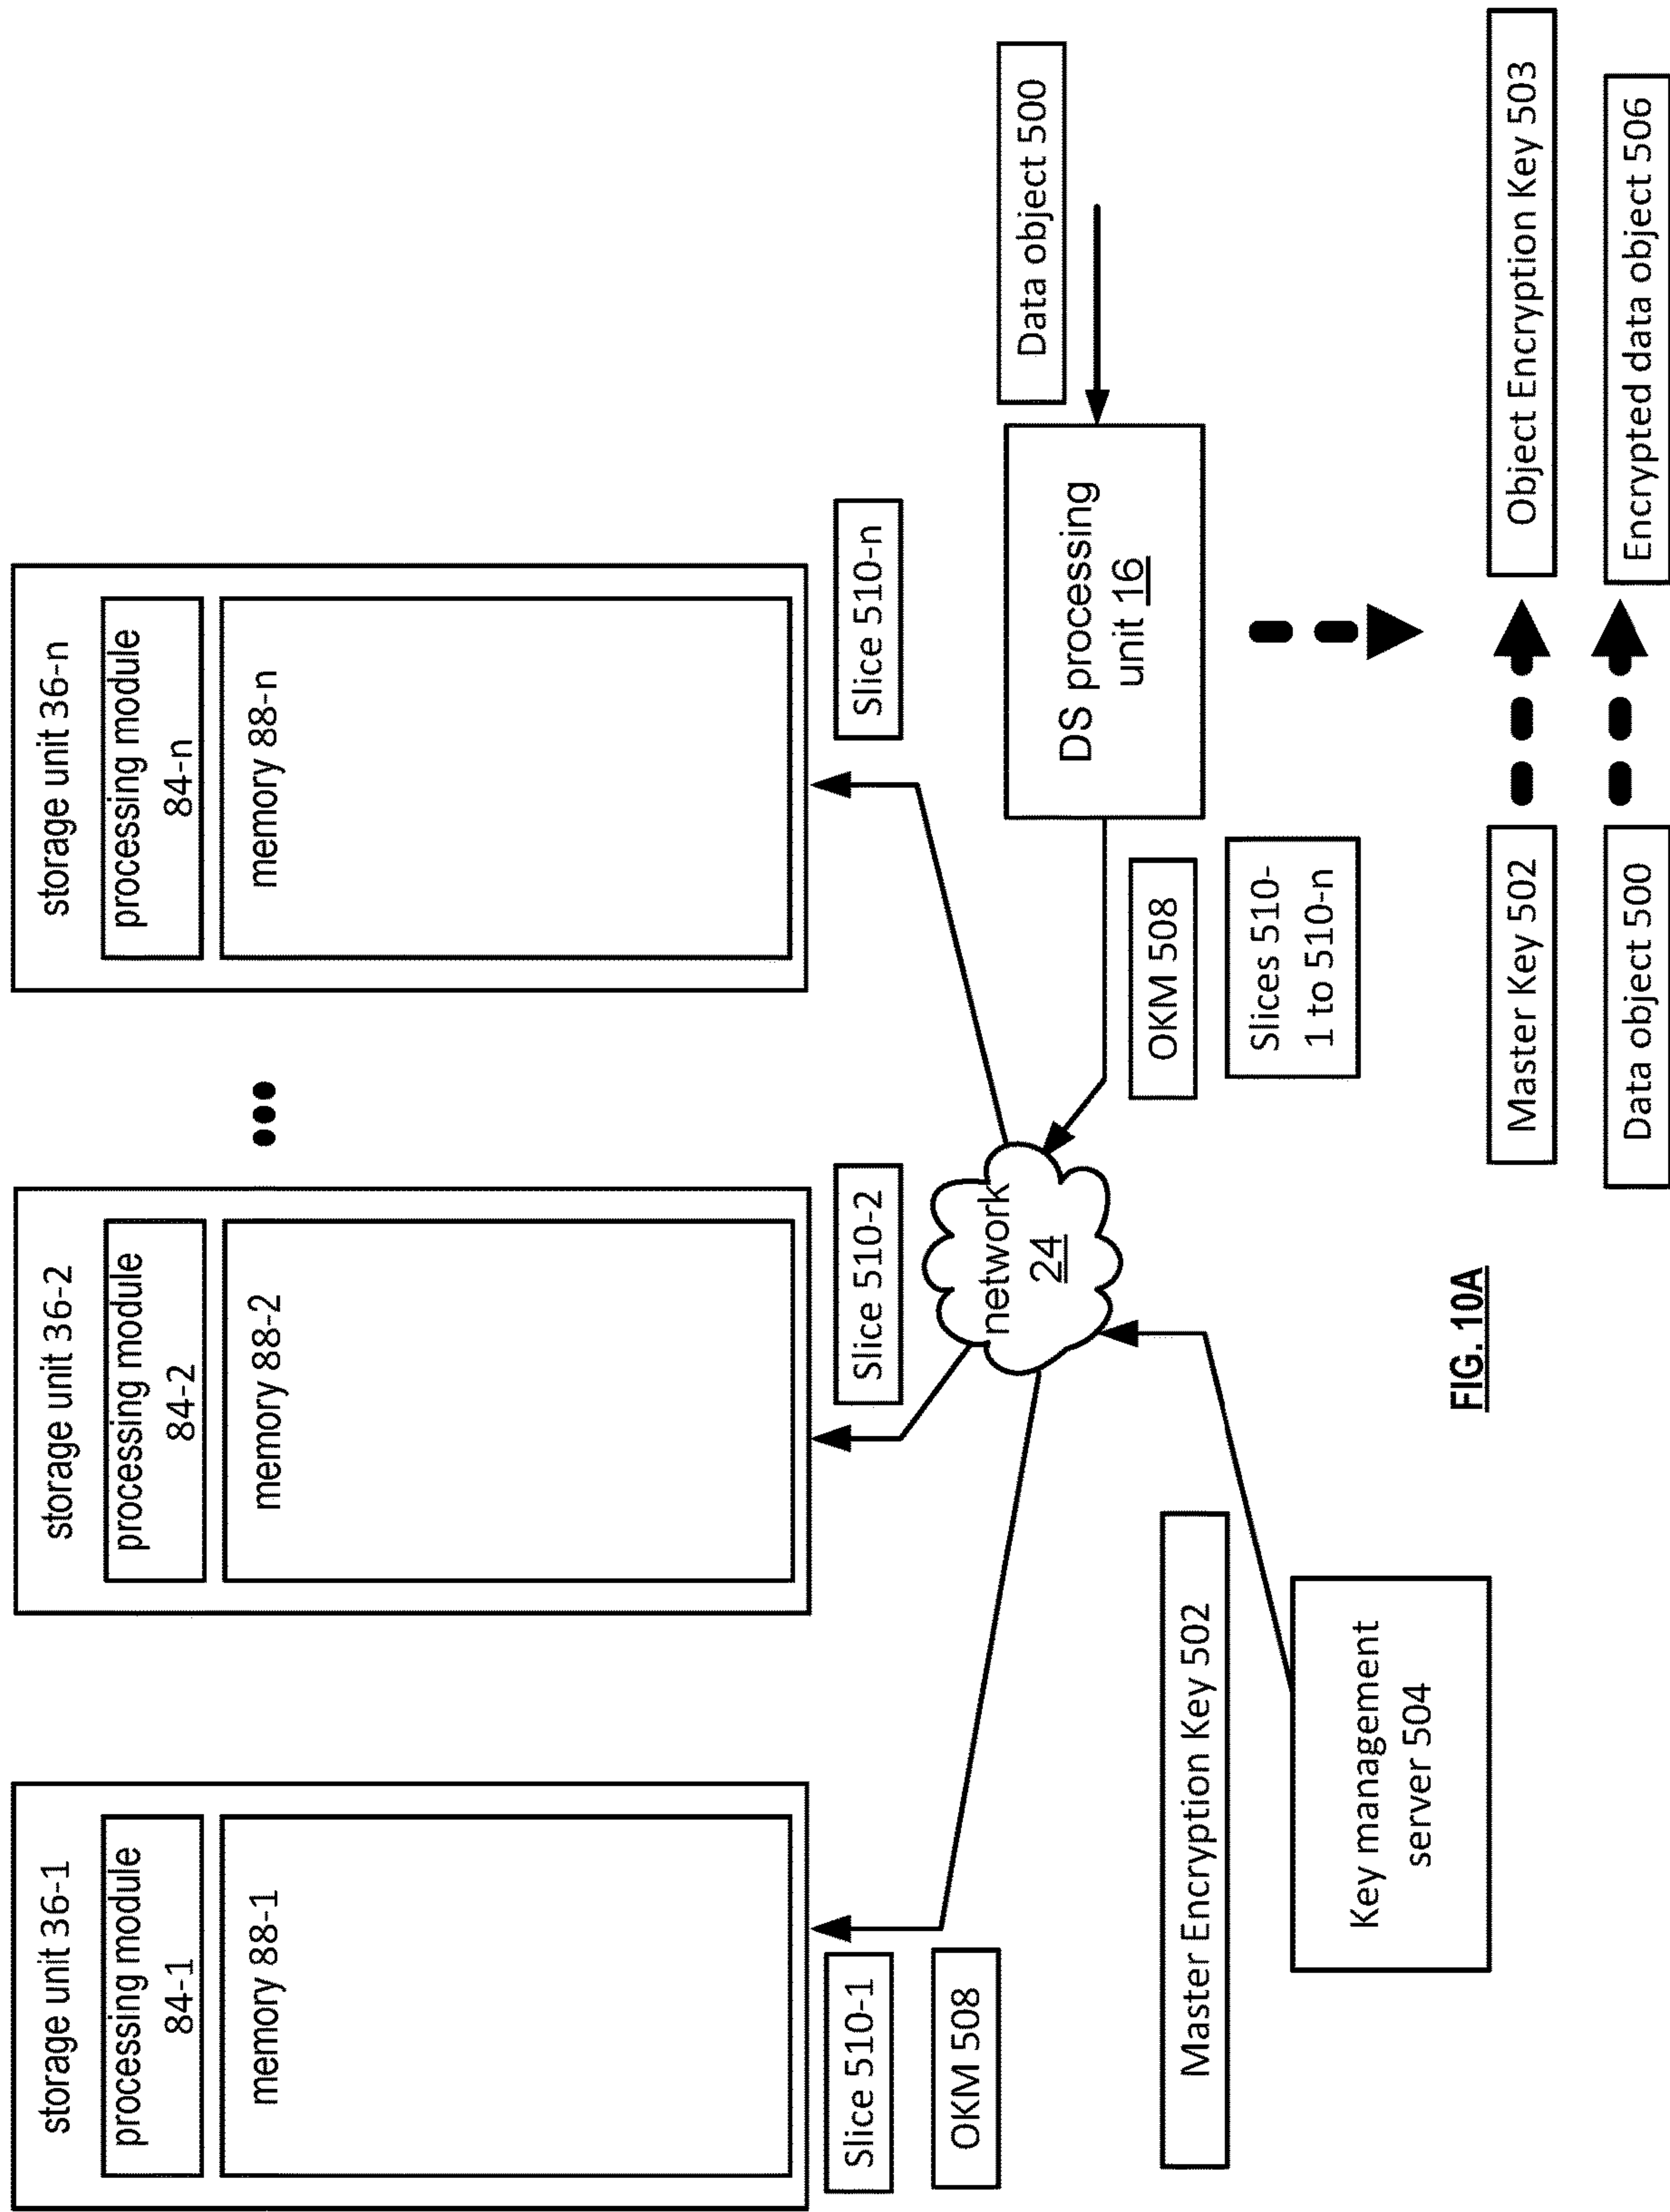 storage unit 36-1
processing module
84-1
memory 88-1
storage unit 36-2
processing module
84-2
memory 88-2
storage unit 36-n
processing module
84-n
memory 88-n
Slice 510-1
OKM 508
Slice 510-2
Slice 510-n
network
24
Data object 500
DS processing
unit 16
OKM 508
Slices 510-
1 to 510-n
Master Encryption Key 502
Key management
server 504
Master Key 502
Object Encryption Key 503
Data object 500
Encrypted data object 506
FIG. 10A